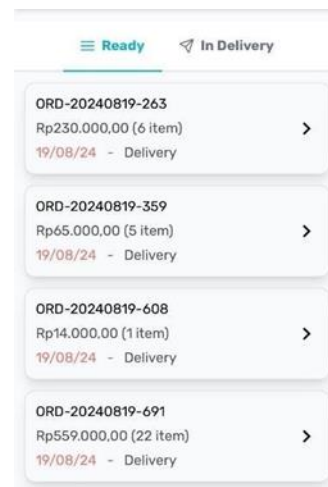 Ready In Delivery
ORD-20240819-263
Rp230.000,00 (6 item)
19/08/24 - Delivery
ORD-20240819-359
Rp65.000,00 (5 item)
19/08/24 - Delivery
ORD-20240819-608
Rp14.000,00 (1 item)
19/08/24 - Delivery
ORD-20240819-691
Rp559.000,00 (22 item)
19/08/24 - Delivery